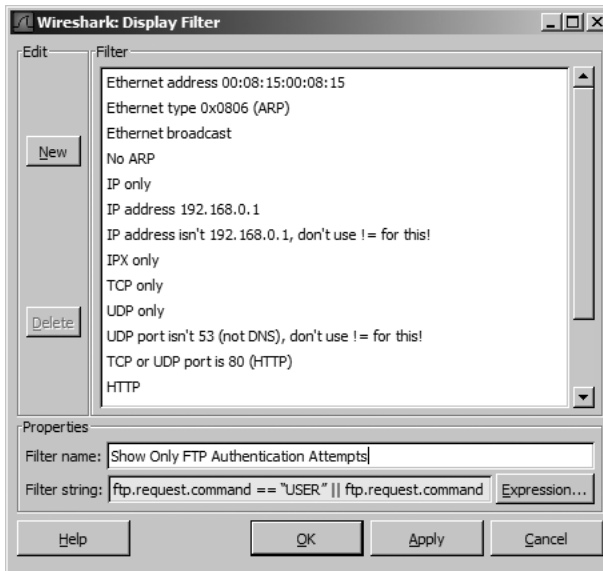 Wireshark: Display Filter
Edit
Filter
New
Delete
Ethernet address 00:08:15:00:08:15
Ethernet type 0x0806 (ARP)
Ethernet broadcast
No ARP
IP only
IP address 192.168.0.1
IP address isn't 192.168.0.1, don't use != for this!
IPX only
TCP only
UDP only
UDP port isn't 53 (not DNS), don't use != for this!
TCP or UDP port is 80 (HTTP)
HTTP
Properties
Filter name: Show Only FTP Authentication Attempts
Filter string: ftp.request.command == “USER” || ftp.request.command Expression...
Help OK Apply Cancel